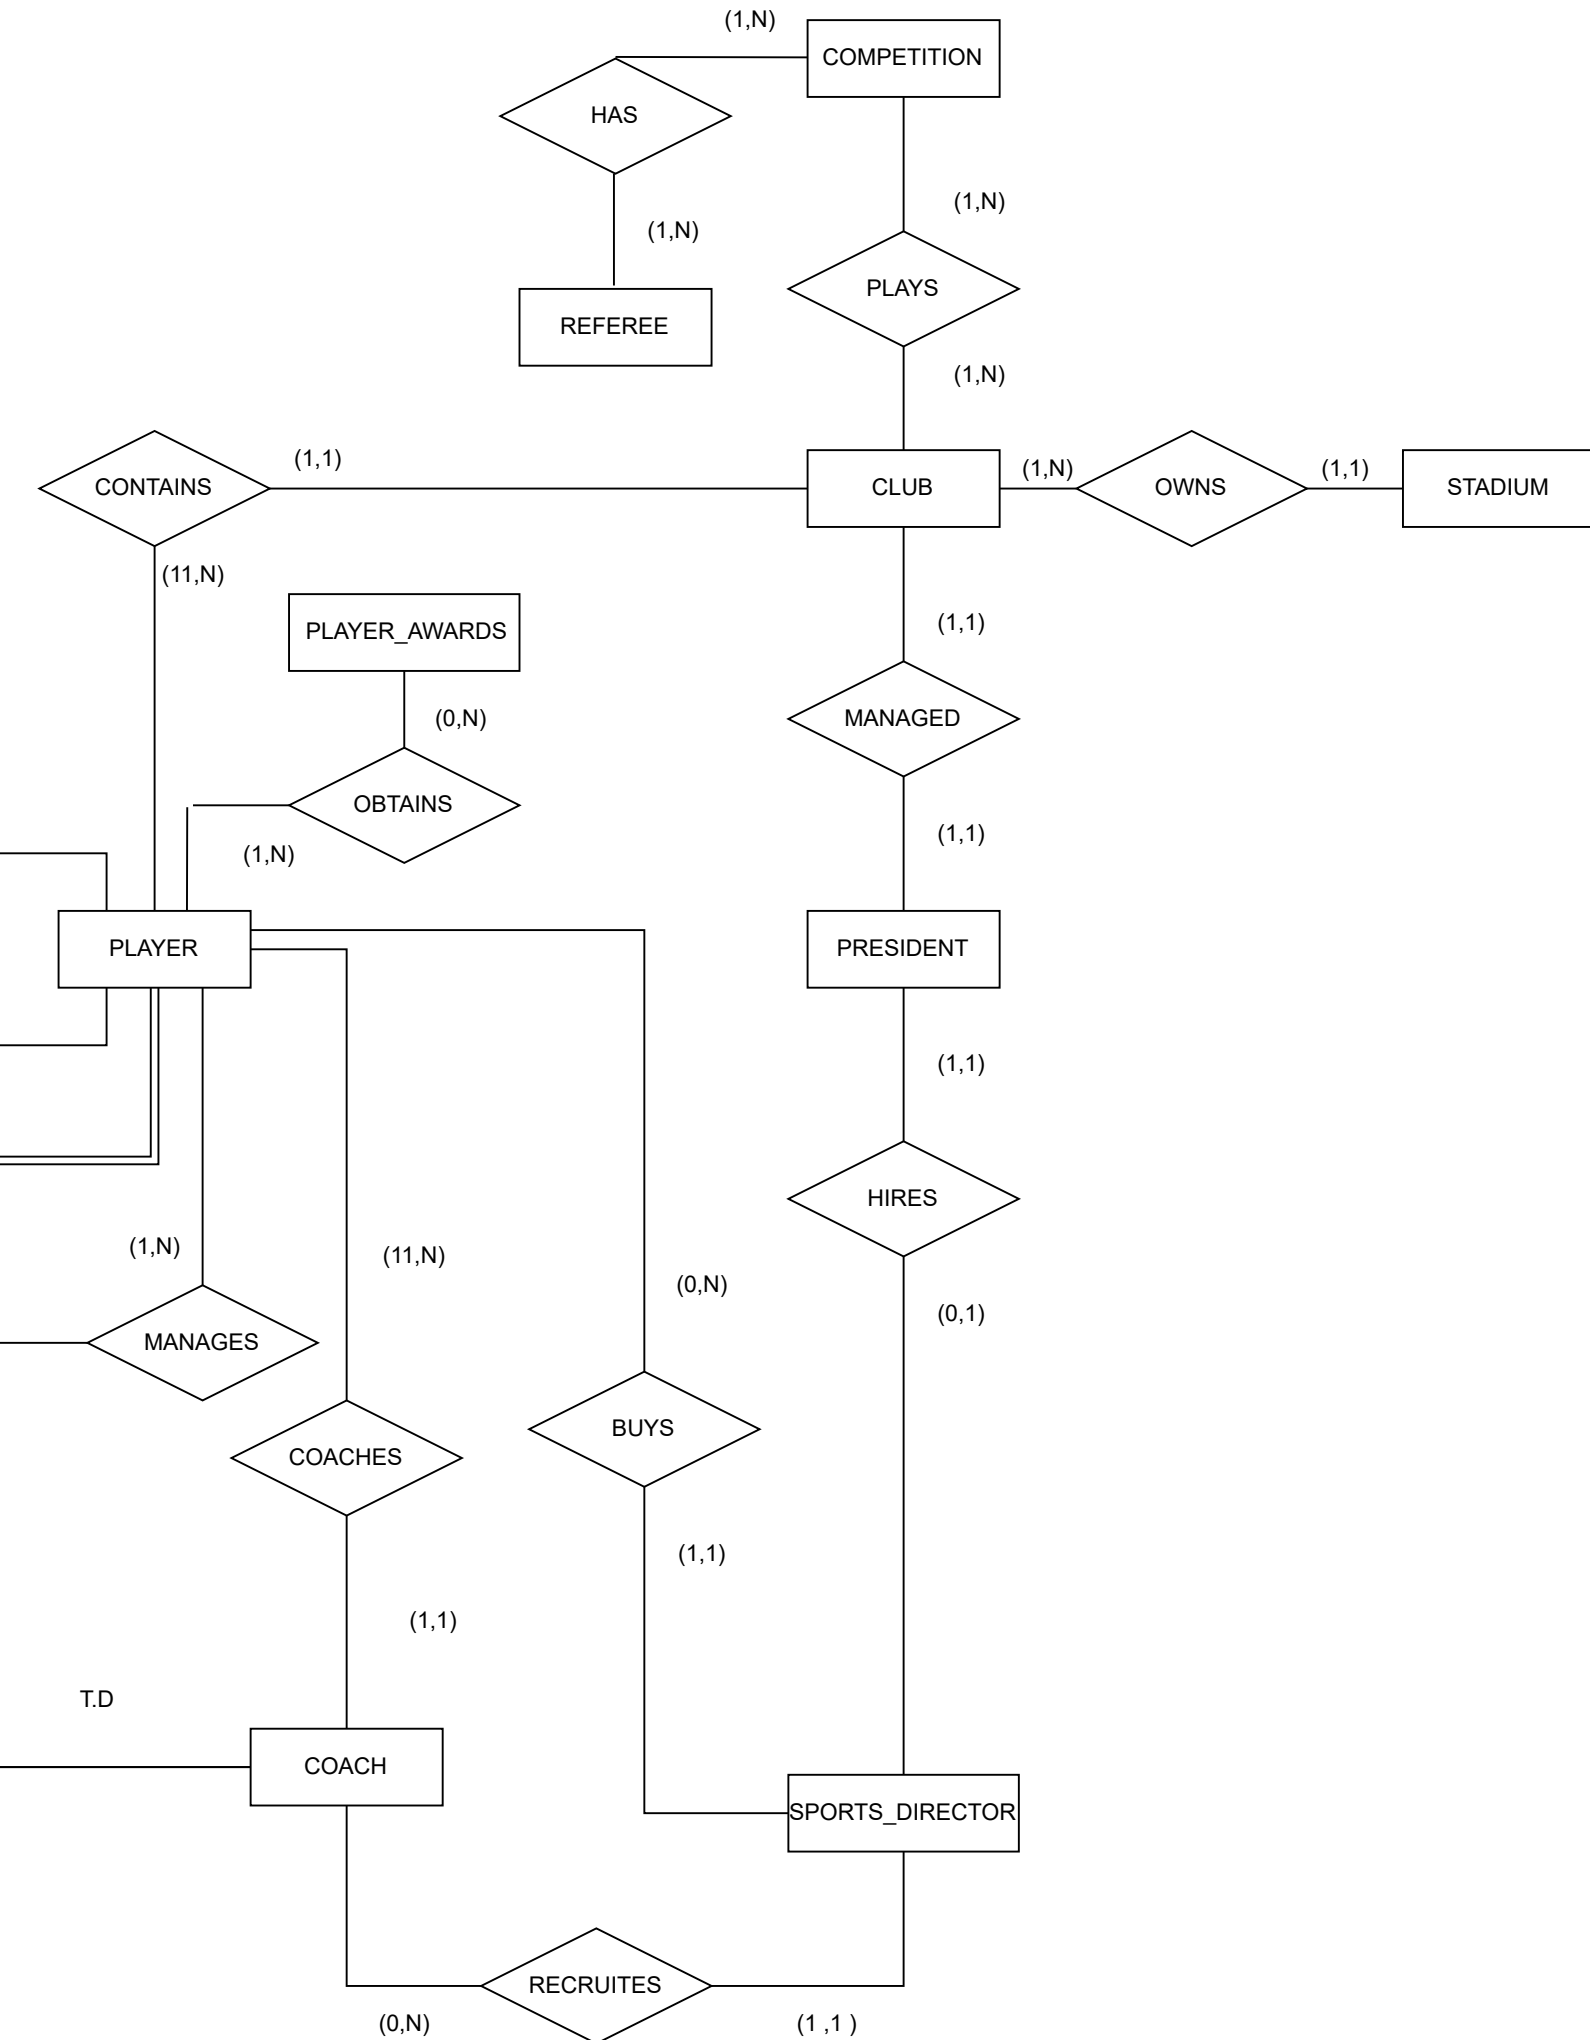 (1,N)
COMPETITION
HAS
(1,N)
(1,N)
PLAYS
REFEREE
(1,N)
(1,1)
CONTAINS
CLUB
(1,N)
OWNS
(1,1)
STADIUM
(11,N)
(1,1)
PLAYER_AWARDS
(0,N)
MANAGED
OBTAINS
(1,N)
(1,1)
PLAYER
PRESIDENT
(1,1)
HIRES
(1,N)
(11,N)
(0,N)
(0,1)
MANAGES
BUYS
COACHES
(1,1)
(1,1)
T.D
COACH
SPORTS_DIRECTOR
RECRUITES
(0,N)
(1 ,1 )